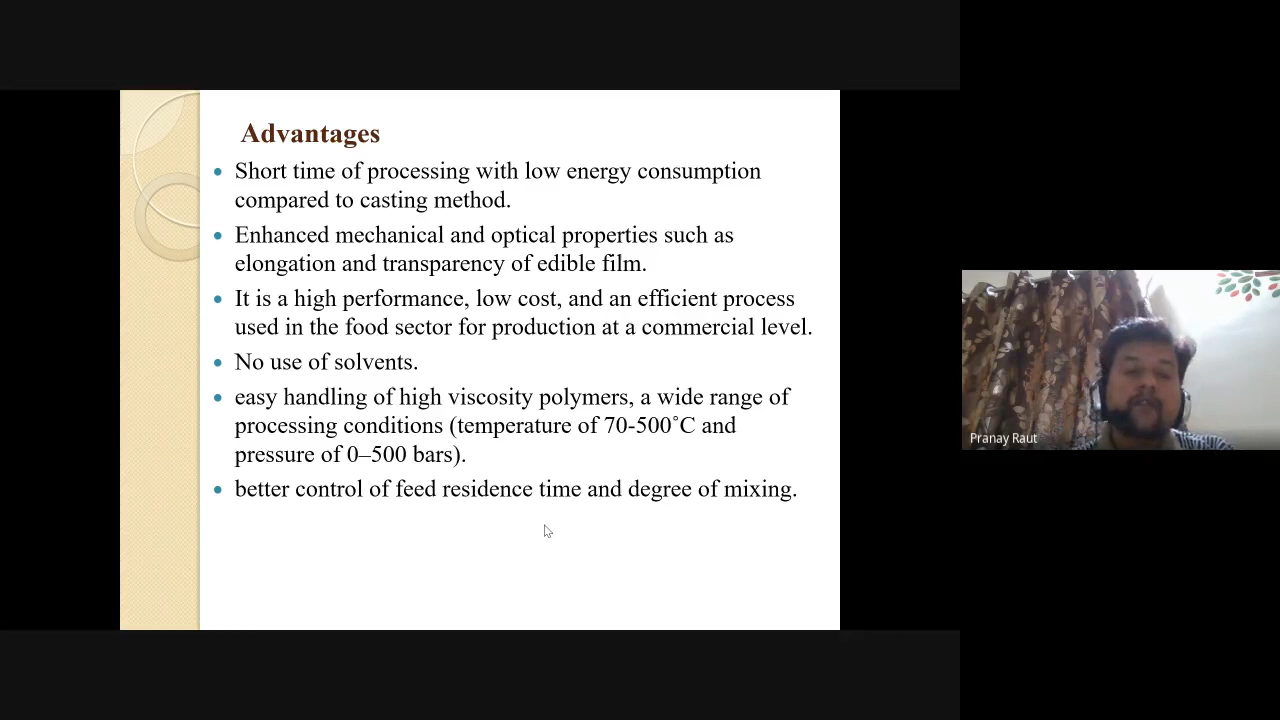 Advantages
Short time of processing with low energy consumption
compared to casting method.
Enhanced mechanical and optical properties such as
elongation and transparency of edible film.
It is a high performance, low cost, and an efficient process
used in the food sector for production at a commercial level.
No use of solvents.
easy handling of high viscosity polymers, a wide range of
processing conditions (temperature of 70-500˚C and
pressure of 0–500 bars).
better control of feed residence time and degree of mixing.
Pranay Raut